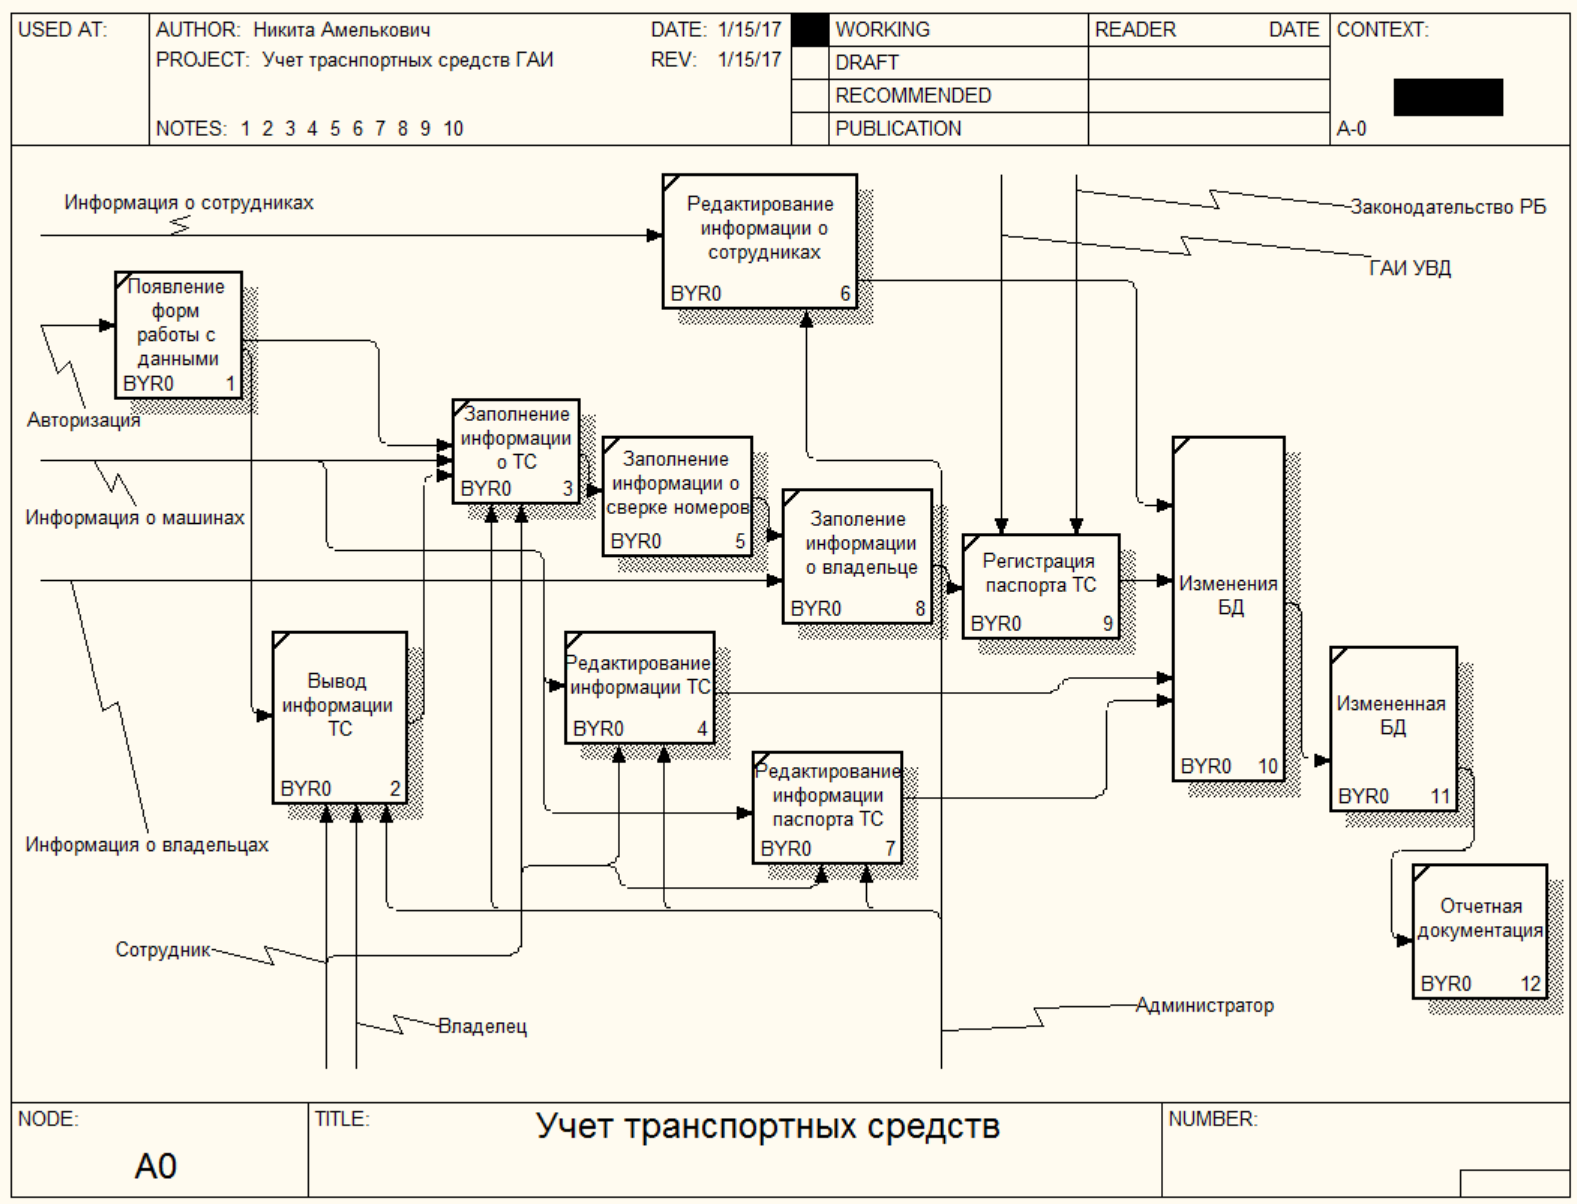 USED AT:
AUTHOR: Никита Амелькович
DATE: 1/15/17
PROJECT: Учет траснпортных средств ГАИ
REV: 1/15/17
NOTES: 1 2 3 4 5 6 7 8 9 10
WORKING
DRAFT
RECOMMENDED
PUBLICATION
READER DATE
CONTEXT:
A-0
Информация о сотрудниках
Редактирование
информации о
сотрудниках
BYR0 6
Законодательство РБ
ГАИ УВД
Появление
форм
работы с
данными
BYR0 1
Авторизация
Заполнение
информации
о ТС
BYR0 3
Заполнение
информации о
сверке номеров
BYR0 5
Информация о машинах
Заполение
информации
о владельце
BYR0 8
Регистрация
паспорта ТС
BYR0 9
Изменения
БД
BYR0 10
Вывод
информации
ТС
BYR0 2
Редактирование
информации ТС
BYR0 4
Измененная
БД
BYR0 11
Редактирование
информации
паспорта ТС
BYR0 7
Информация о владельцах
Отчетная
документация
BYR0 12
Сотрудник
Владелец
Администратор
NODE:
A0
TITLE:
Учет транспортных средств
NUMBER: